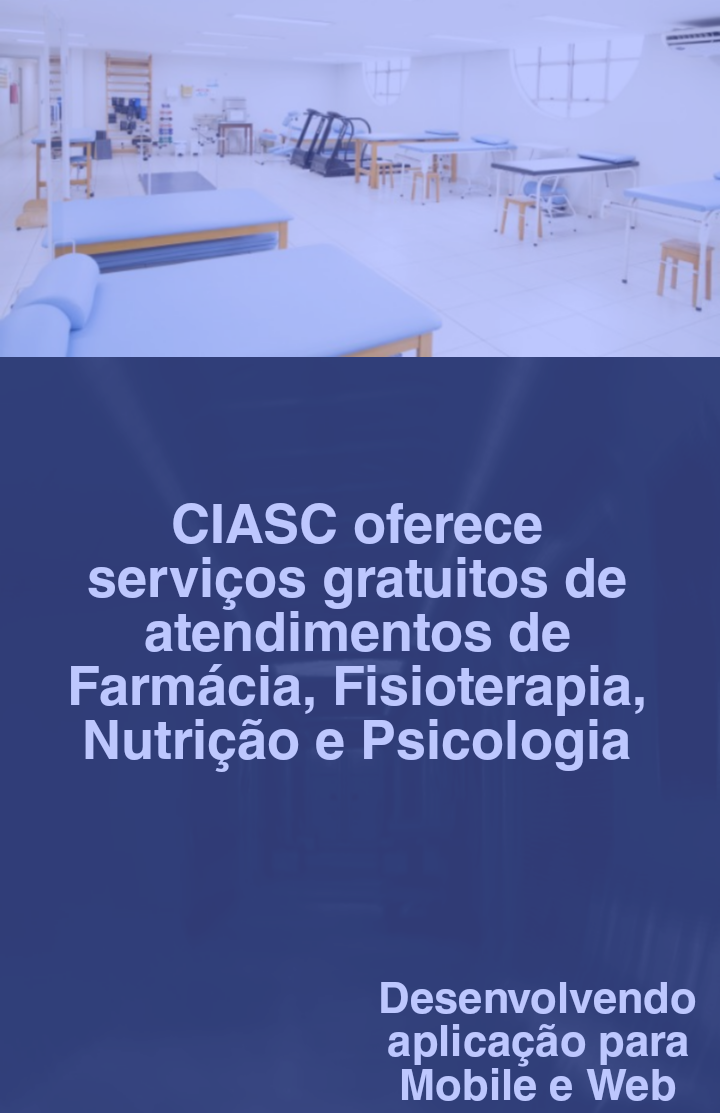 CIASC oferece
serviços gratuitos de
atendimentos de
Farmácia, Fisioterapia,
Nutrição e Psicologia
Desenvolvendo
aplicação para
Mobile e Web